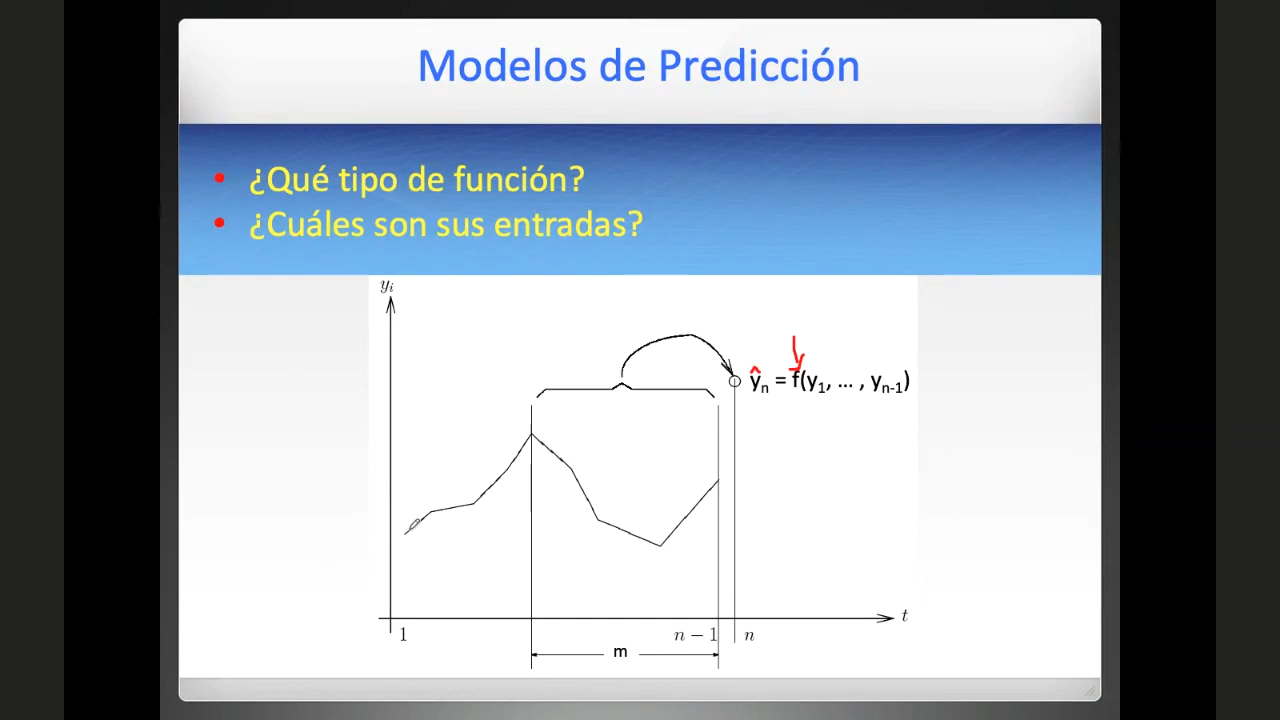 Modelos de Predicción
• ¿Qué tipo de función?
• ¿Cuáles son sus entradas?
yᵢ
ŷₙ = f(y₁, ... , yₙ₋₁)
t
1
n − 1
n
m